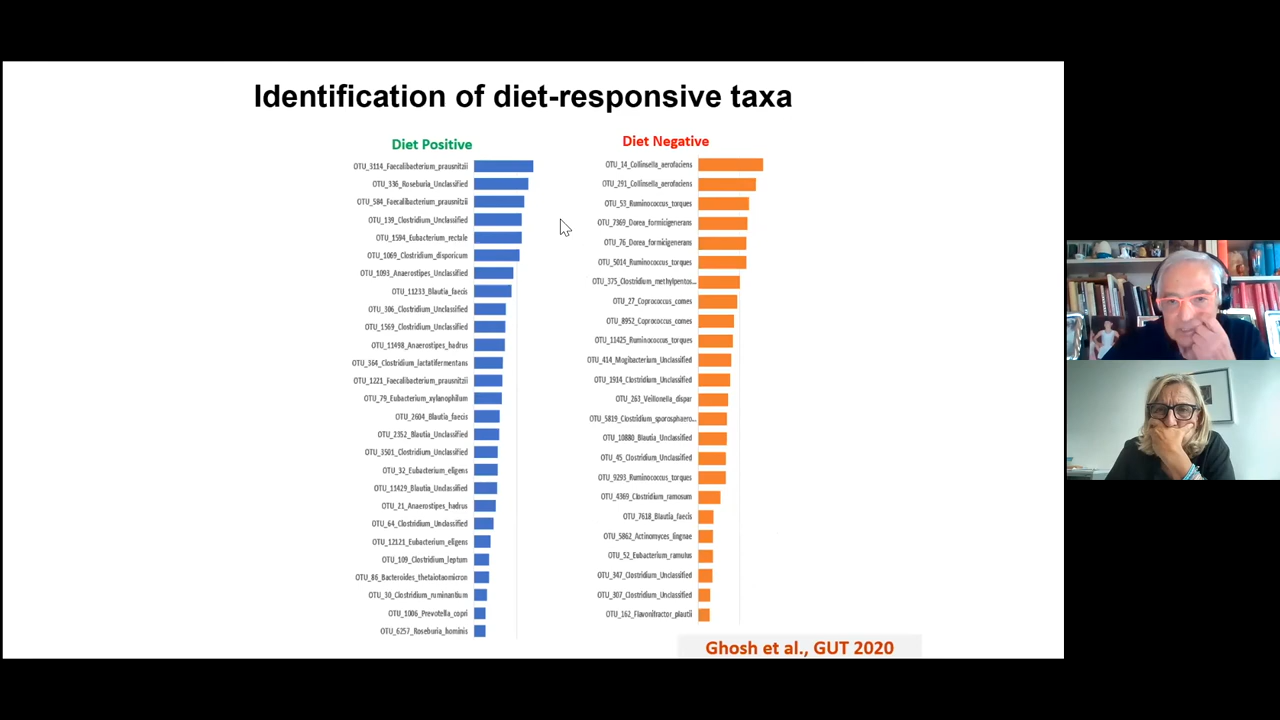 Identification of diet-responsive taxa
Diet Positive
OTU_3114_Faecalibacterium_prausnitzii
OTU_336_Roseburia_Unclassified
OTU_584_Faecalibacterium_prausnitzii
OTU_139_Clostridium_Unclassified
OTU_1594_Eubacterium_rectale
OTU_1069_Clostridium_disporicum
OTU_1093_Anaerostipes_Unclassified
OTU_11233_Blautia_faecis
OTU_306_Clostridium_Unclassified
OTU_1569_Clostridium_Unclassified
OTU_11498_Anaerostipes_hadrus
OTU_364_Clostridium_lactatifermentans
OTU_1221_Faecalibacterium_prausnitzii
OTU_79_Eubacterium_xylanophilum
OTU_2604_Blautia_faecis
OTU_2352_Blautia_Unclassified
OTU_3501_Clostridium_Unclassified
OTU_32_Eubacterium_eligens
OTU_11429_Blautia_Unclassified
OTU_21_Anaerostipes_hadrus
OTU_64_Clostridium_Unclassified
OTU_12121_Eubacterium_eligens
OTU_109_Clostridium_leptum
OTU_86_Bacteroides_thetaiotaomicron
OTU_30_Clostridium_ruminantium
OTU_1006_Prevotella_copri
OTU_6257_Roseburia_hominis
Diet Negative
OTU_14_Collinsella_aerofaciens
OTU_291_Collinsella_aerofaciens
OTU_53_Ruminococcus_torques
OTU_7369_Dorea_formicigenerans
OTU_76_Dorea_formicigenerans
OTU_5014_Ruminococcus_torques
OTU_375_Clostridium_methylpentos...
OTU_27_Coprococcus_comes
OTU_8952_Coprococcus_comes
OTU_11425_Ruminococcus_torques
OTU_414_Mogibacterium_Unclassified
OTU_1914_Clostridium_Unclassified
OTU_263_Veillonella_dispar
OTU_5819_Clostridium_sporosphaero...
OTU_10880_Blautia_Unclassified
OTU_45_Clostridium_Unclassified
OTU_9293_Ruminococcus_torques
OTU_4369_Clostridium_ramosum
OTU_7618_Blautia_faecis
OTU_5862_Actinomyces_lingnae
OTU_52_Eubacterium_ramulus
OTU_347_Clostridium_Unclassified
OTU_307_Clostridium_Unclassified
OTU_162_Flavonifractor_plautii
Ghosh et al., GUT 2020